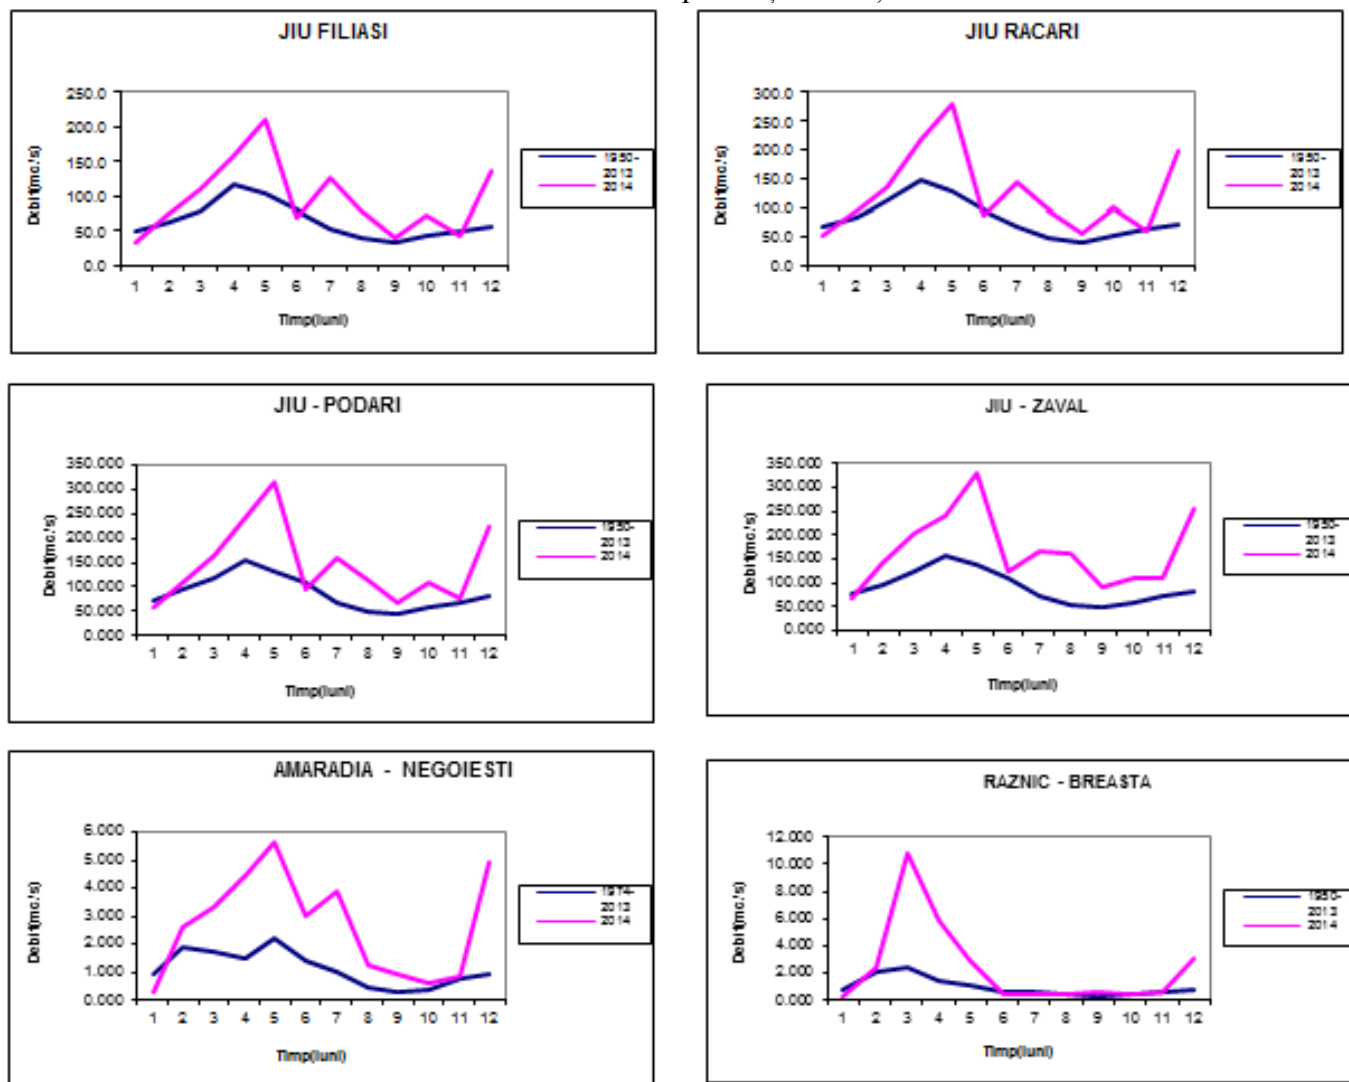 JIU FILIASI
250.0
200.0
150.0
100.0
50.0
0.0
Debit(mc/s)
1 2 3 4 5 6 7 8 9 10 11 12
Timp(luni)
1950-
2013
2014
JIU RACARI
300.0
250.0
200.0
150.0
100.0
50.0
0.0
Debit(mc/s)
1 2 3 4 5 6 7 8 9 10 11 12
Timp(luni)
1950-
2013
2014
JIU - PODARI
350.000
300.000
250.000
200.000
150.000
100.000
50.000
0.000
Debit(mc/s)
1 2 3 4 5 6 7 8 9 10 11 12
Timp(luni)
1950-
2013
2014
JIU - ZAVAL
350.000
300.000
250.000
200.000
150.000
100.000
50.000
0.000
Debit(mc/s)
1 2 3 4 5 6 7 8 9 10 11 12
Timp(luni)
1950-
2013
2014
AMARADIA - NEGOIESTI
6.000
5.000
4.000
3.000
2.000
1.000
0.000
Debit(mc/s)
1 2 3 4 5 6 7 8 9 10 11 12
Timp(luni)
1974-
2013
2014
RAZNIC - BREASTA
12.000
10.000
8.000
6.000
4.000
2.000
0.000
Debit(mc/s)
1 2 3 4 5 6 7 8 9 10 11 12
Timp(luni)
1950-
2013
2014